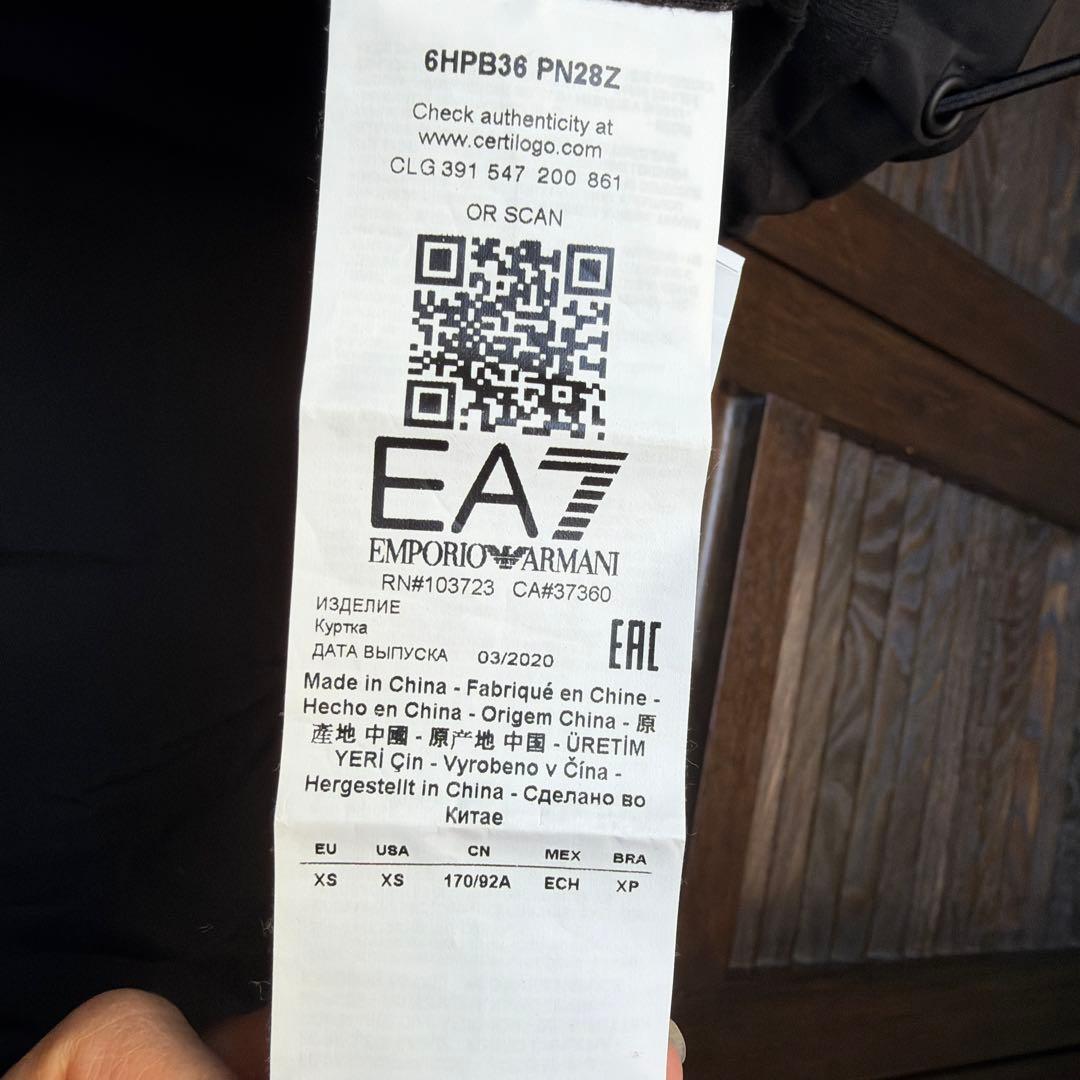 6HPB36 PN28Z
Check authenticity at
www.certilogo.com
CLG 391 547 200 861
OR SCAN
EA7
EMPORIO ARMANI
RN#103723 CA#37360
ИЗДЕЛИЕ
Куртка
ДАТА ВЫПУСКА 03/2020
EAC
Made in China - Fabriqué en Chine -
Hecho en China - Origem China - 原
產地 中國 - 原产地 中国 - ÜRETİM
YERİ Çin - Vyrobeno v Čína -
Hergestellt in China - Сделано во
Китае
EU USA CN MEX BRA
XS XS 170/92A ECH XP